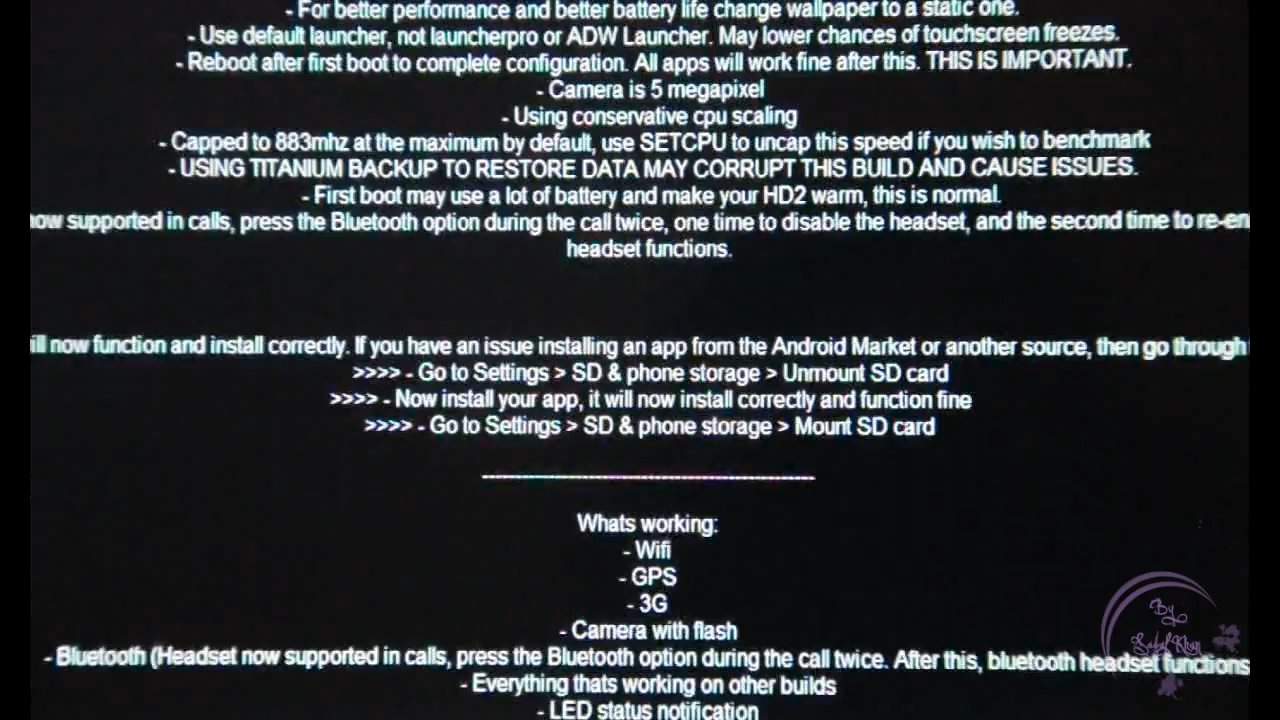 - For better performance and better battery life change wallpaper to a static one.
- Use default launcher, not launcherpro or ADW Launcher. May lower chances of touchscreen freezes.
- Reboot after first boot to complete configuration. All apps will work fine after this. THIS IS IMPORTANT.
- Camera is 5 megapixel
- Using conservative cpu scaling
- Capped to 883mhz at the maximum by default, use SETCPU to uncap this speed if you wish to benchmark
- USING TITANIUM BACKUP TO RESTORE DATA MAY CORRUPT THIS BUILD AND CAUSE ISSUES.
- First boot may use a lot of battery and make your HD2 warm, this is normal.
now supported in calls, press the Bluetooth option during the call twice, one time to disable the headset, and the second time to re-en
headset functions.
ill now function and install correctly. If you have an issue installing an app from the Android Market or another source, then go through
>>>> - Go to Settings > SD & phone storage > Unmount SD card
>>>> - Now install your app, it will now install correctly and function fine
>>>> - Go to Settings > SD & phone storage > Mount SD card
Whats working:
- Wifi
- GPS
- 3G
- Camera with flash
- Bluetooth (Headset now supported in calls, press the Bluetooth option during the call twice. After this, bluetooth headset functions
- Everything thats working on other builds
- LED status notification
By
Khan